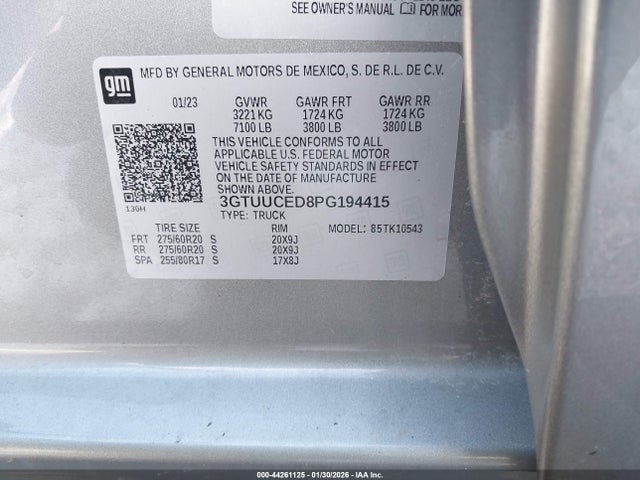 SEE OWNER'S MANUAL FOR MOR
gm
MFD BY GENERAL MOTORS DE MEXICO, S. DE R.L. DE C.V.
01/23 GVWR GAWR FRT GAWR RR
3221 KG 1724 KG 1724 KG
7100 LB 3800 LB 3800 LB
THIS VEHICLE CONFORMS TO ALL
APPLICABLE U.S. FEDERAL MOTOR
VEHICLE SAFETY STANDARDS IN EFFECT
ON THE DATE OF MANUFACTURE
SHOWN ABOVE.
13GH 3GTUUCED8PG194415
TYPE: TRUCK
TIRE SIZE RIM MODEL: 85TK10543
FRT 275/60R20 S 20X9J
RR 275/60R20 S 20X9J
SPA 255/80R17 S 17X8J
000-44261125 - 01/30/2026 - IAA Inc.